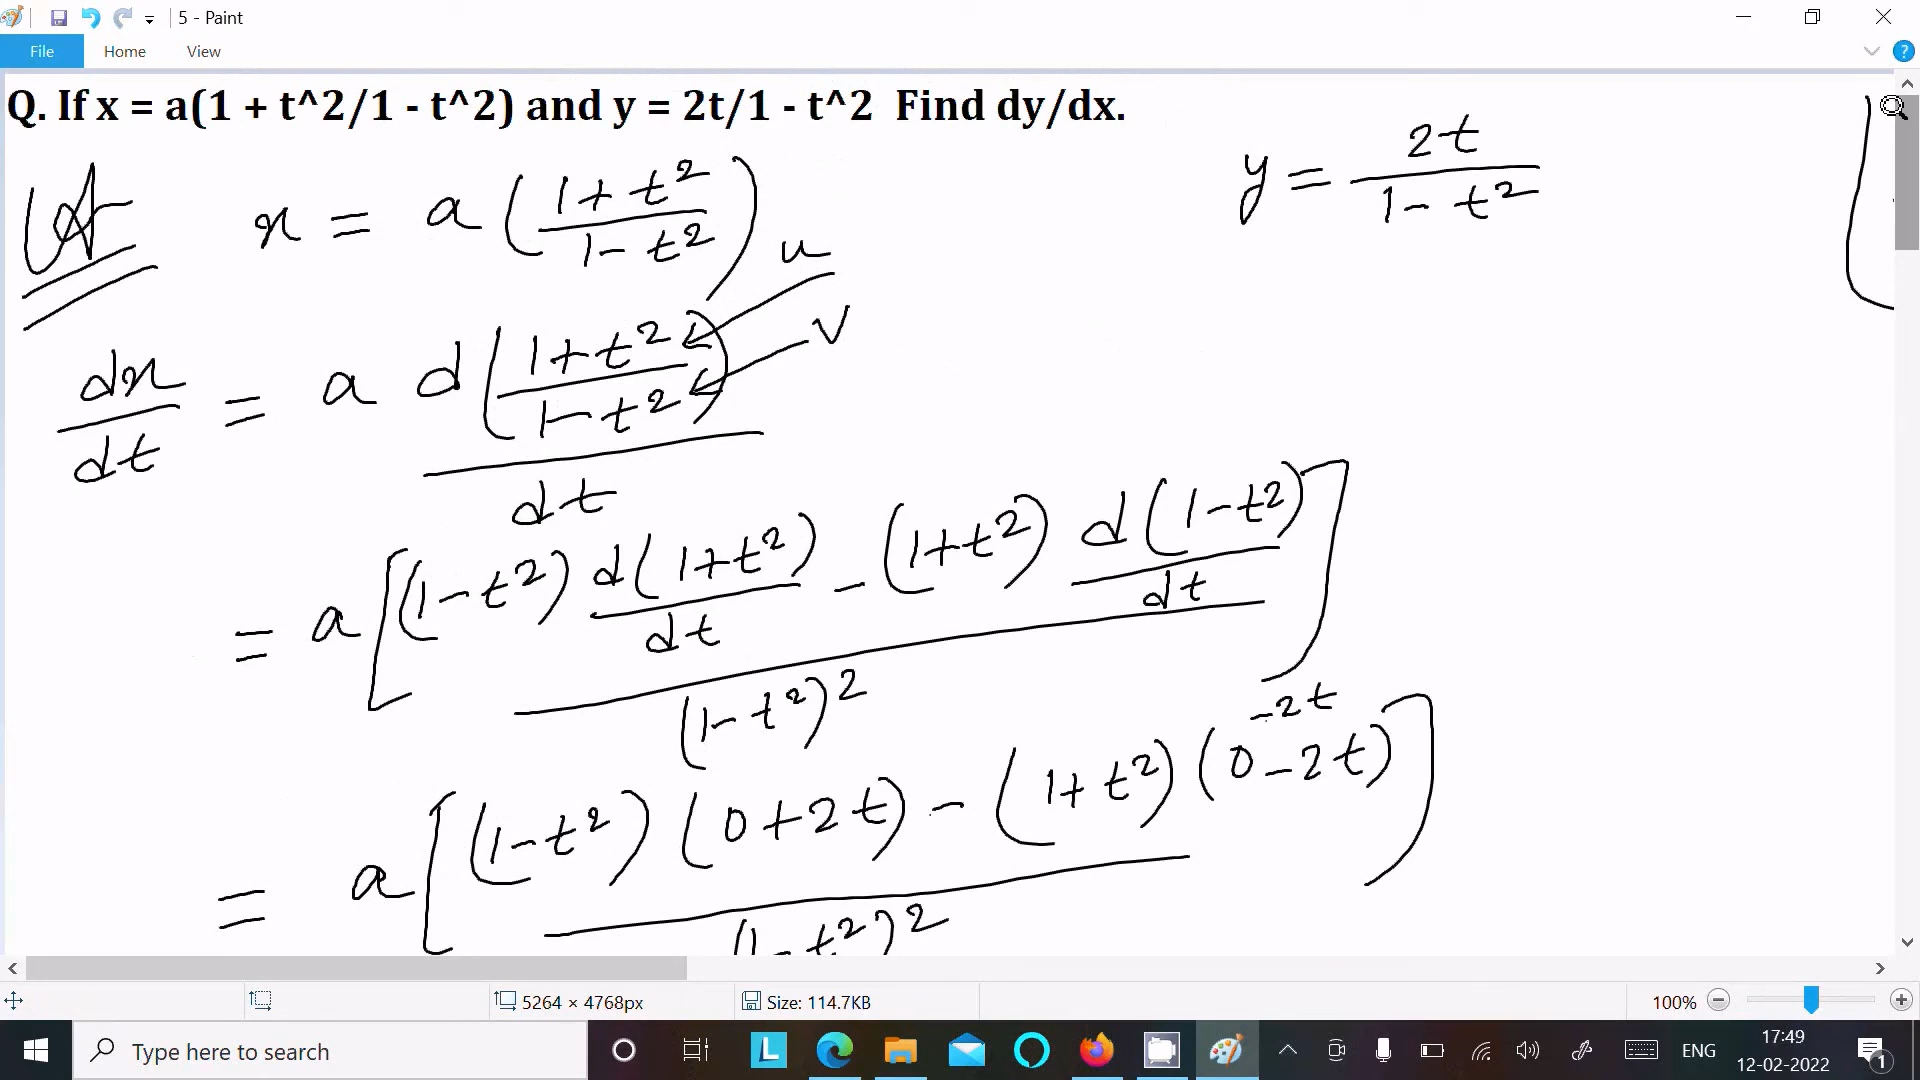 5 - Paint
File Home View
Q. If x = a(1 + t^2/1 - t^2) and y = 2t/1 - t^2 Find dy/dx.
x = a (1 + t² / 1 - t²)
y = 2t / 1 - t²
u
v
dx/dt = a d(1 + t² / 1 - t²) / dt
= a [(1 - t²) d(1 + t²)/dt - (1 + t²) d(1 - t²)/dt] / (1 - t²)²
-2t
= a [(1 - t²)(0 + 2t) - (1 + t²)(0 - 2t)] / (1 - t²)²
5264 × 4768px Size: 114.7KB 100%
Type here to search
L
ENG
17:49
12-02-2022
1